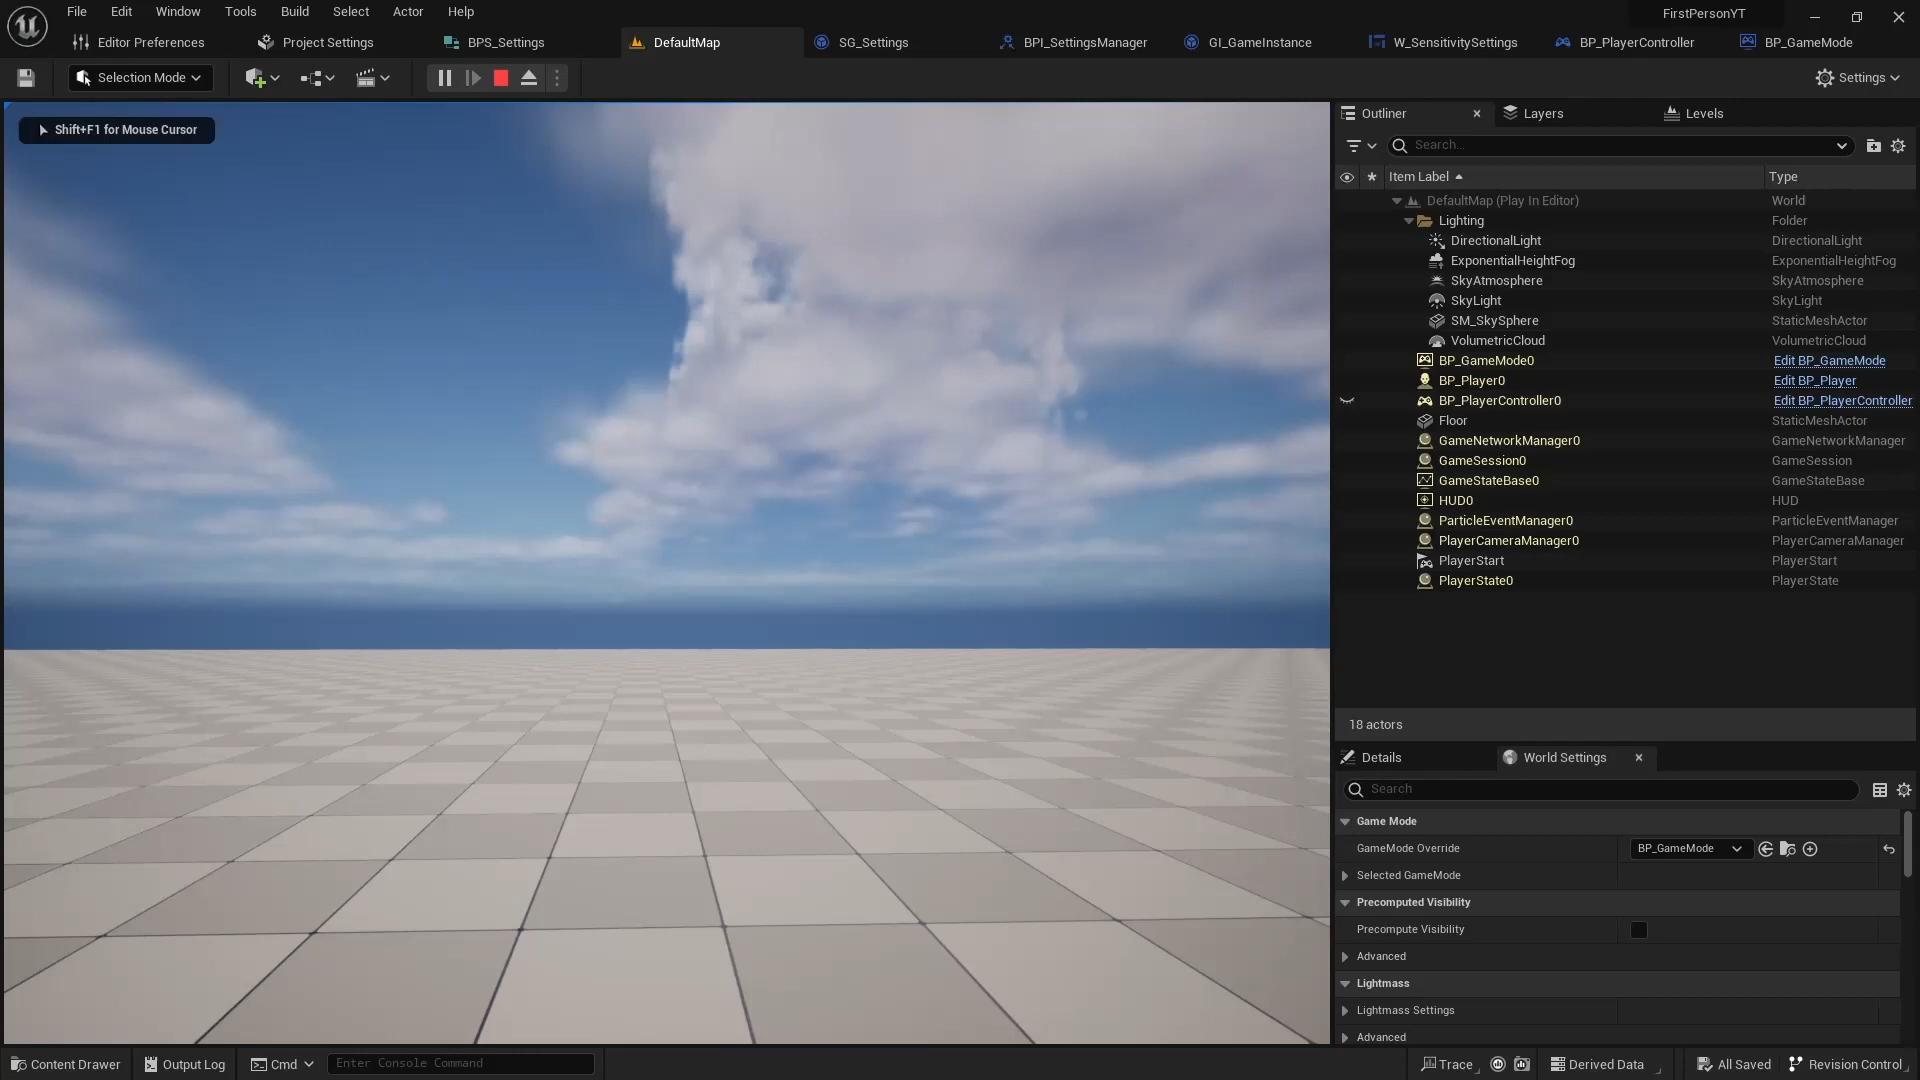 File Edit Window Tools Build Select Actor Help
FirstPersonYT
Editor Preferences
Project Settings
BPS_Settings
DefaultMap
SG_Settings
BPI_SettingsManager
GI_GameInstance
W_SensitivitySettings
BP_PlayerController
BP_GameMode
Selection Mode
Settings
Shift+F1 for Mouse Cursor
Outliner
Layers
Levels
Search...
Item Label Type
DefaultMap (Play In Editor) World
Lighting Folder
DirectionalLight DirectionalLight
ExponentialHeightFog ExponentialHeightFog
SkyAtmosphere SkyAtmosphere
SkyLight SkyLight
SM_SkySphere StaticMeshActor
VolumetricCloud VolumetricCloud
BP_GameMode0 Edit BP_GameMode
BP_Player0 Edit BP_Player
BP_PlayerController0 Edit BP_PlayerController
Floor StaticMeshActor
GameNetworkManager0 GameNetworkManager
GameSession0 GameSession
GameStateBase0 GameStateBase
HUD0 HUD
ParticleEventManager0 ParticleEventManager
PlayerCameraManager0 PlayerCameraManager
PlayerStart PlayerStart
PlayerState0 PlayerState
18 actors
Details
World Settings
Search
Game Mode
GameMode Override BP_GameMode
Selected GameMode
Precomputed Visibility
Precompute Visibility
Advanced
Lightmass
Lightmass Settings
Advanced
Content Drawer
Output Log
Cmd
Enter Console Command
Trace
Derived Data
All Saved
Revision Control